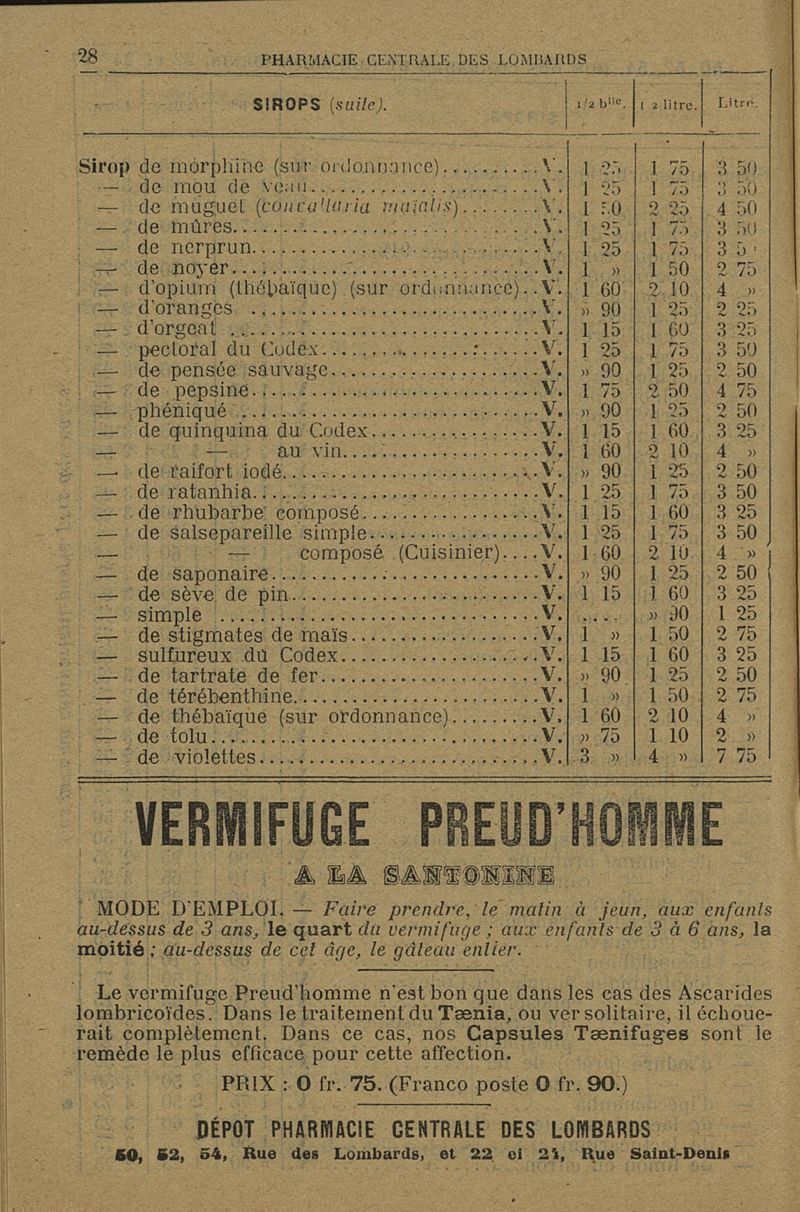 28
PHARMACIE CENTRALE DES LOMBARDS
SIROPS (suite). 1/2 blle. 1/2 litre. Litre.
Sirop de morphine (sur ordonnance)..........V. 1 25 1 75 3 50
— de mou de veau..........V. 1 25 1 75 3 50
— de muguet (convallaria maialis)..........V. 1 50 2 25 4 50
— de mûres..........V. 1 25 1 75 3 50
— de nerprun..........V. 1 25 1 75 3 5
— de noyer..........V. 1 » 1 50 2 75
— d'opium (thébaïque) (sur ordonnance)..V. 1 60 2 10 4 »
— d'oranges ..........V. » 90 1 25 2 25
— d'orgeat ..........V. 1 15 1 60 3 25
— pectoral du Codex..........V. 1 25 1 75 3 50
— de pensée sauvage..........V. » 90 1 25 2 50
— de pepsine..........V. 1 75 2 50 4 75
— phéniqué ..........V. » 90 1 25 2 50
— de quinquina du Codex..........V. 1 15 1 60 3 25
— — au vin..........V. 1 60 2 10 4 »
— de raifort iodé..........V. » 90 1 25 2 50
— de ratanhia..........V. 1 25 1 75 3 50
— de rhubarbe composé..........V. 1 15 1 60 3 25
— de salsepareille simple..........V. 1 25 1 75 3 50
— — composé (Cuisinier)....V. 1 60 2 10 4 »
— de saponaire..........V. » 90 1 25 2 50
— de sève de pin..........V. 1 15 1 60 3 25
— simple ..........V. .... » 90 1 25
— de stigmates de maïs..........V. 1 » 1 50 2 75
— sulfureux du Codex..........V. 1 15 1 60 3 25
— de tartrate de fer..........V. » 90 1 25 2 50
— de térébenthine..........V. 1 » 1 50 2 75
— de thébaïque (sur ordonnance).........V. 1 60 2 10 4 »
— de tolu..........V. » 75 1 10 2 »
— de violettes..........V. 3 » 4 » 7 75
VERMIFUGE PREUD'HOMME
A LA SANTONINE
MODE D'EMPLOI. — Faire prendre, le matin à jeun, aux enfants
au-dessus de 3 ans, le quart du vermifuge ; aux enfants de 3 à 6 ans, la
moitié ; au-dessus de cet âge, le gâteau entier.
Le vermifuge Preud'homme n'est bon que dans les cas des Ascarides
lombricoïdes. Dans le traitement du Tænia, ou ver solitaire, il échoue-
rait complètement. Dans ce cas, nos Capsules Tænifuges sont le
remède le plus efficace pour cette affection.
PRIX : 0 fr. 75. (Franco poste 0 fr. 90.)
DÉPOT PHARMACIE CENTRALE DES LOMBARDS
50, 52, 54, Rue des Lombards, et 22 et 24, Rue Saint-Denis